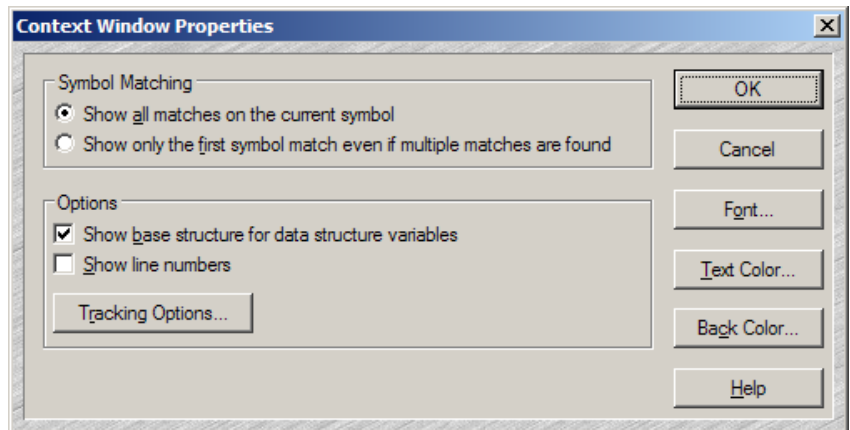 Context Window Properties
Symbol Matching
Show all matches on the current symbol
Show only the first symbol match even if multiple matches are found
Options
Show base structure for data structure variables
Show line numbers
Tracking Options...
OK
Cancel
Font...
Text Color...
Back Color...
Help